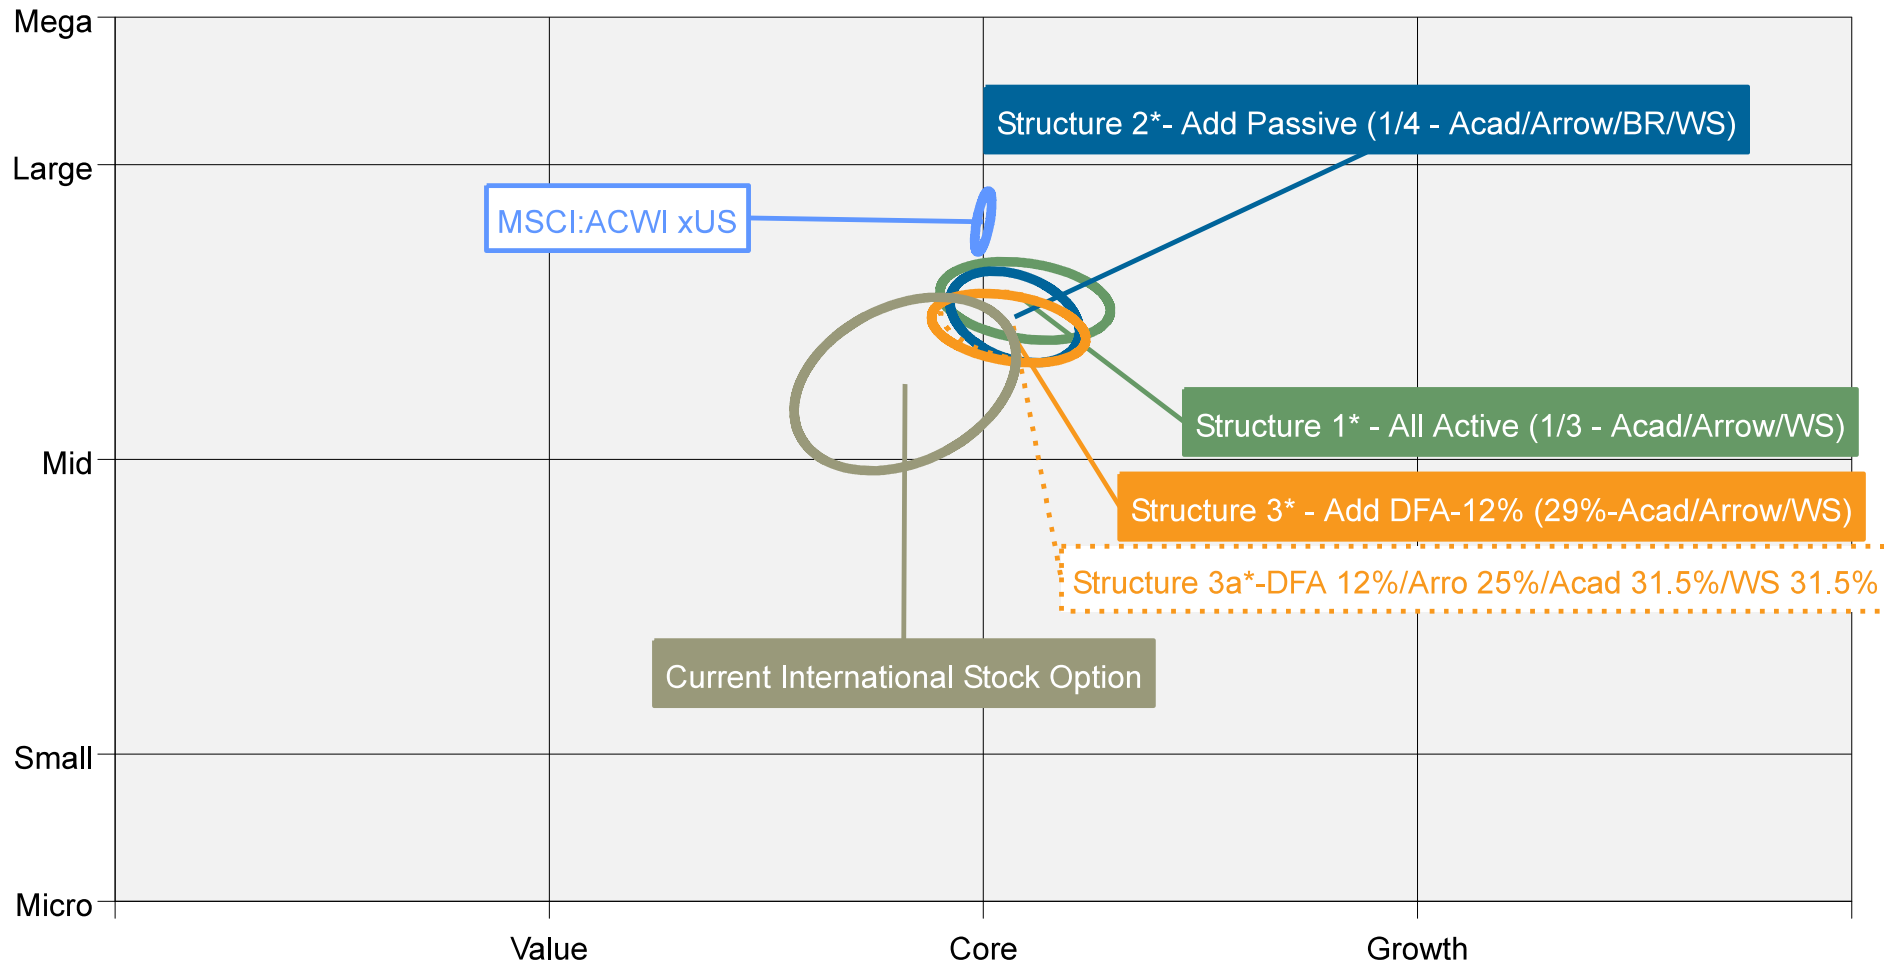 Mega
Large
Mid
Small
Micro
Structure 2*- Add Passive (1/4 - Acad/Arrow/BR/WS)
MSCI:ACWI xUS
Structure 1* - All Active (1/3 - Acad/Arrow/WS)
Structure 3* - Add DFA-12% (29%-Acad/Arrow/WS)
Structure 3a*-DFA 12%/Arro 25%/Acad 31.5%/WS 31.5%
Current International Stock Option
Value
Core
Growth